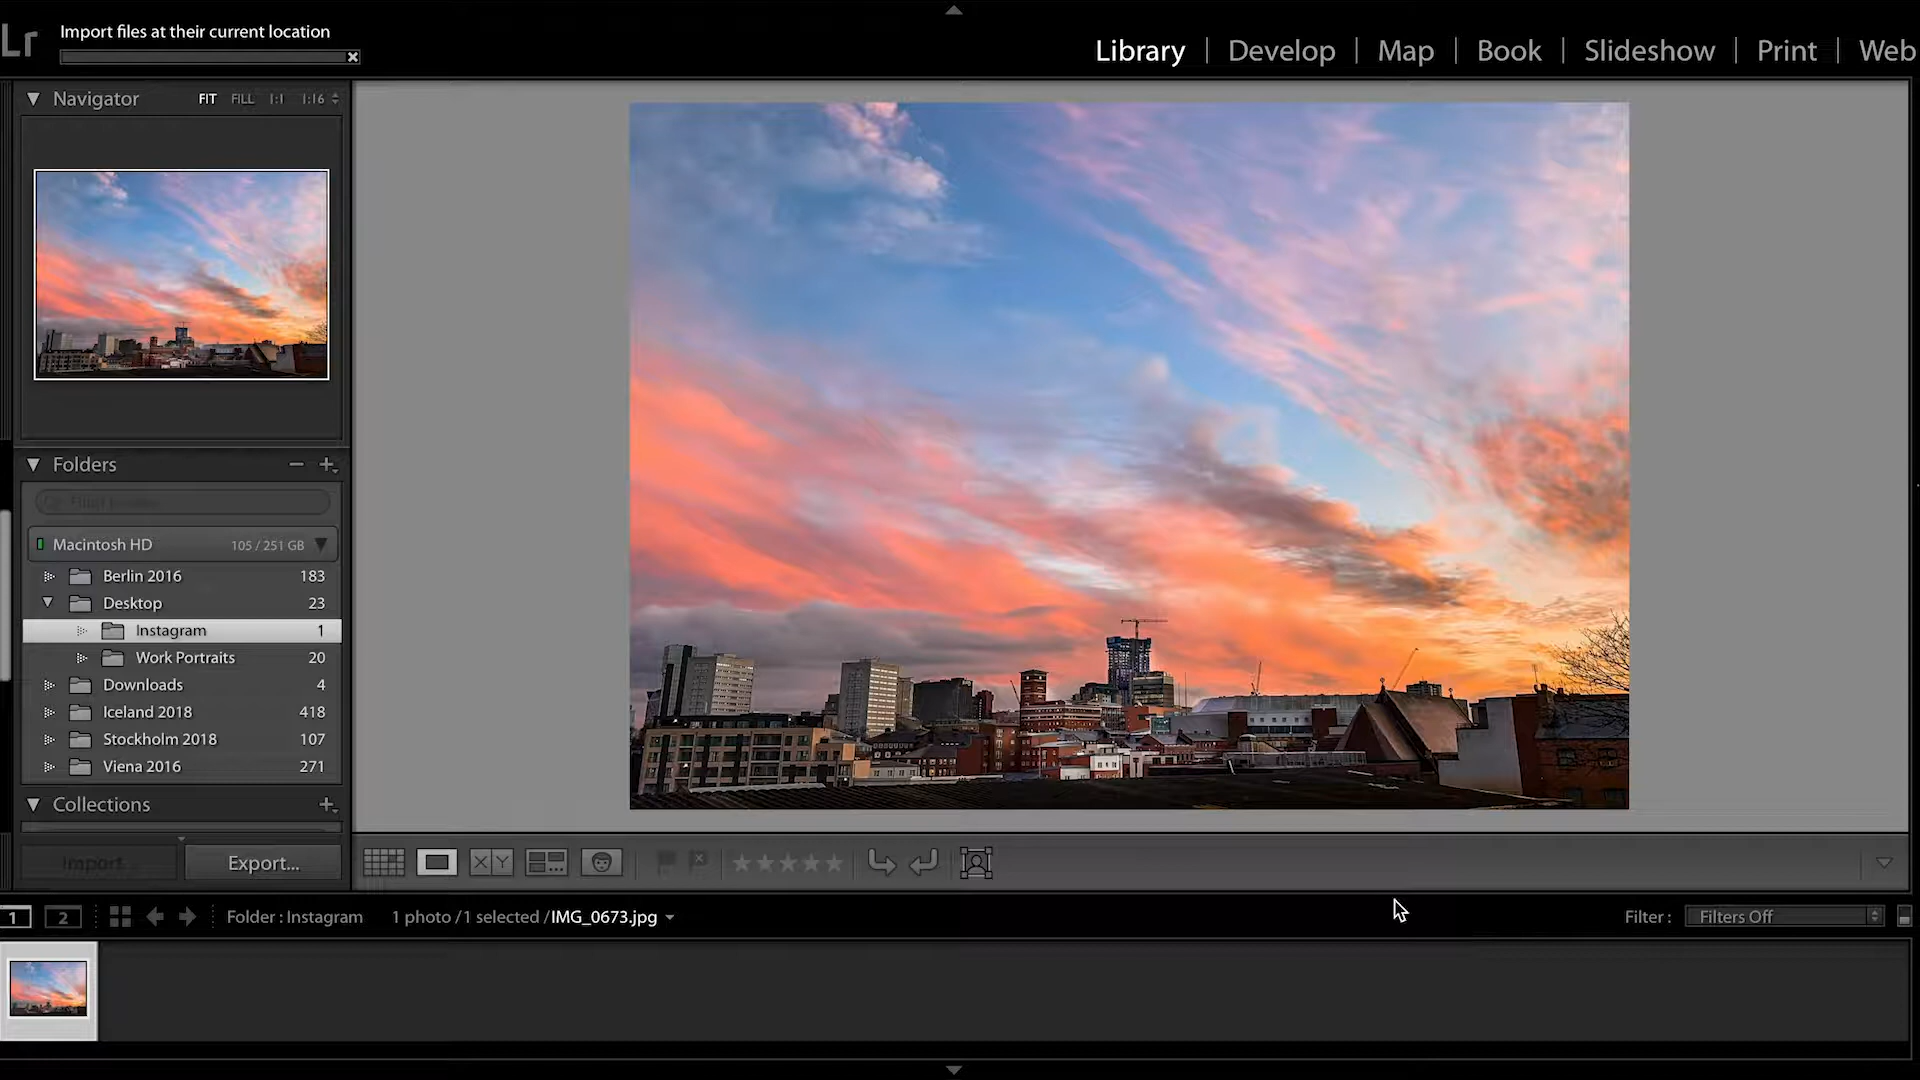 Lr
Import files at their current location
Library | Develop | Map | Book | Slideshow | Print | Web
Navigator FIT FILL 1:1 1:16
Folders
Macintosh HD 105 / 251 GB
Berlin 2016 183
Desktop 23
Instagram 1
Work Portraits 20
Downloads 4
Iceland 2018 418
Stockholm 2018 107
Viena 2016 271
Collections
Import...
Export...
X Y
1 2 Folder : Instagram 1 photo / 1 selected / IMG_0673.jpg Filter : Filters Off